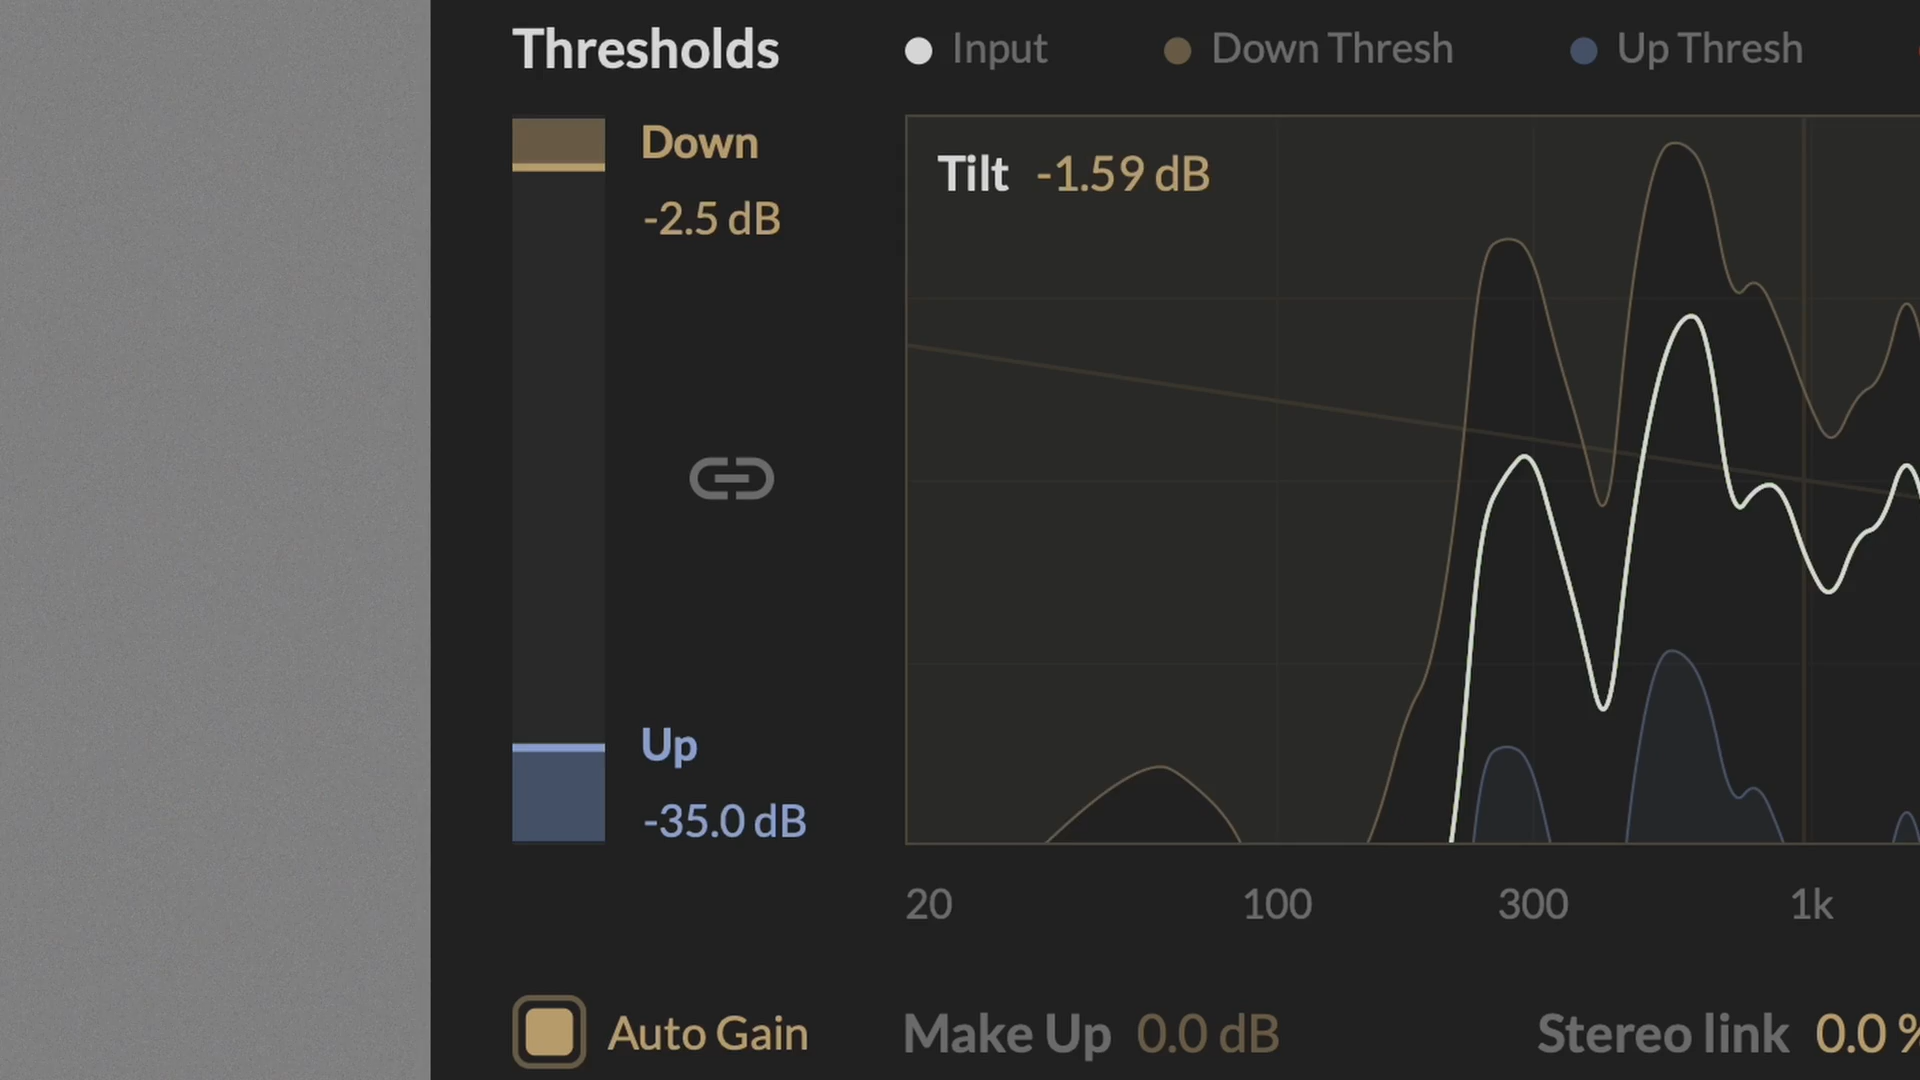 Thresholds
Input
Down Thresh
Up Thresh
Down
-2.5 dB
Tilt -1.59 dB
Up
-35.0 dB
20
100
300
1k
Auto Gain
Make Up 0.0 dB
Stereo link 0.0 %